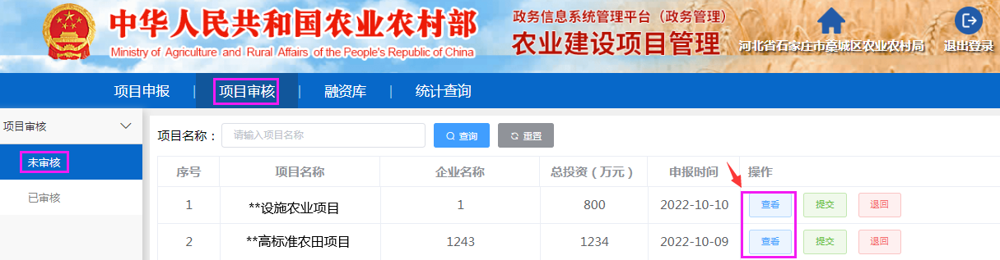 中华人民共和国农业农村部
Ministry of Agriculture and Rural Affairs of the People's Republic of China
政务信息系统管理平台（政务管理）
农业建设项目管理
河北省石家庄市藁城区农业农村局 退出登录
项目申报 | 项目审核 | 融资库 | 统计查询
项目审核
未审核
已审核
项目名称： 请输入项目名称 查询 重置
序号 项目名称 企业名称 总投资（万元） 申报时间 操作
1 **设施农业项目 1 800 2022-10-10 查看 提交 退回
2 **高标准农田项目 1243 1234 2022-10-09 查看 提交 退回